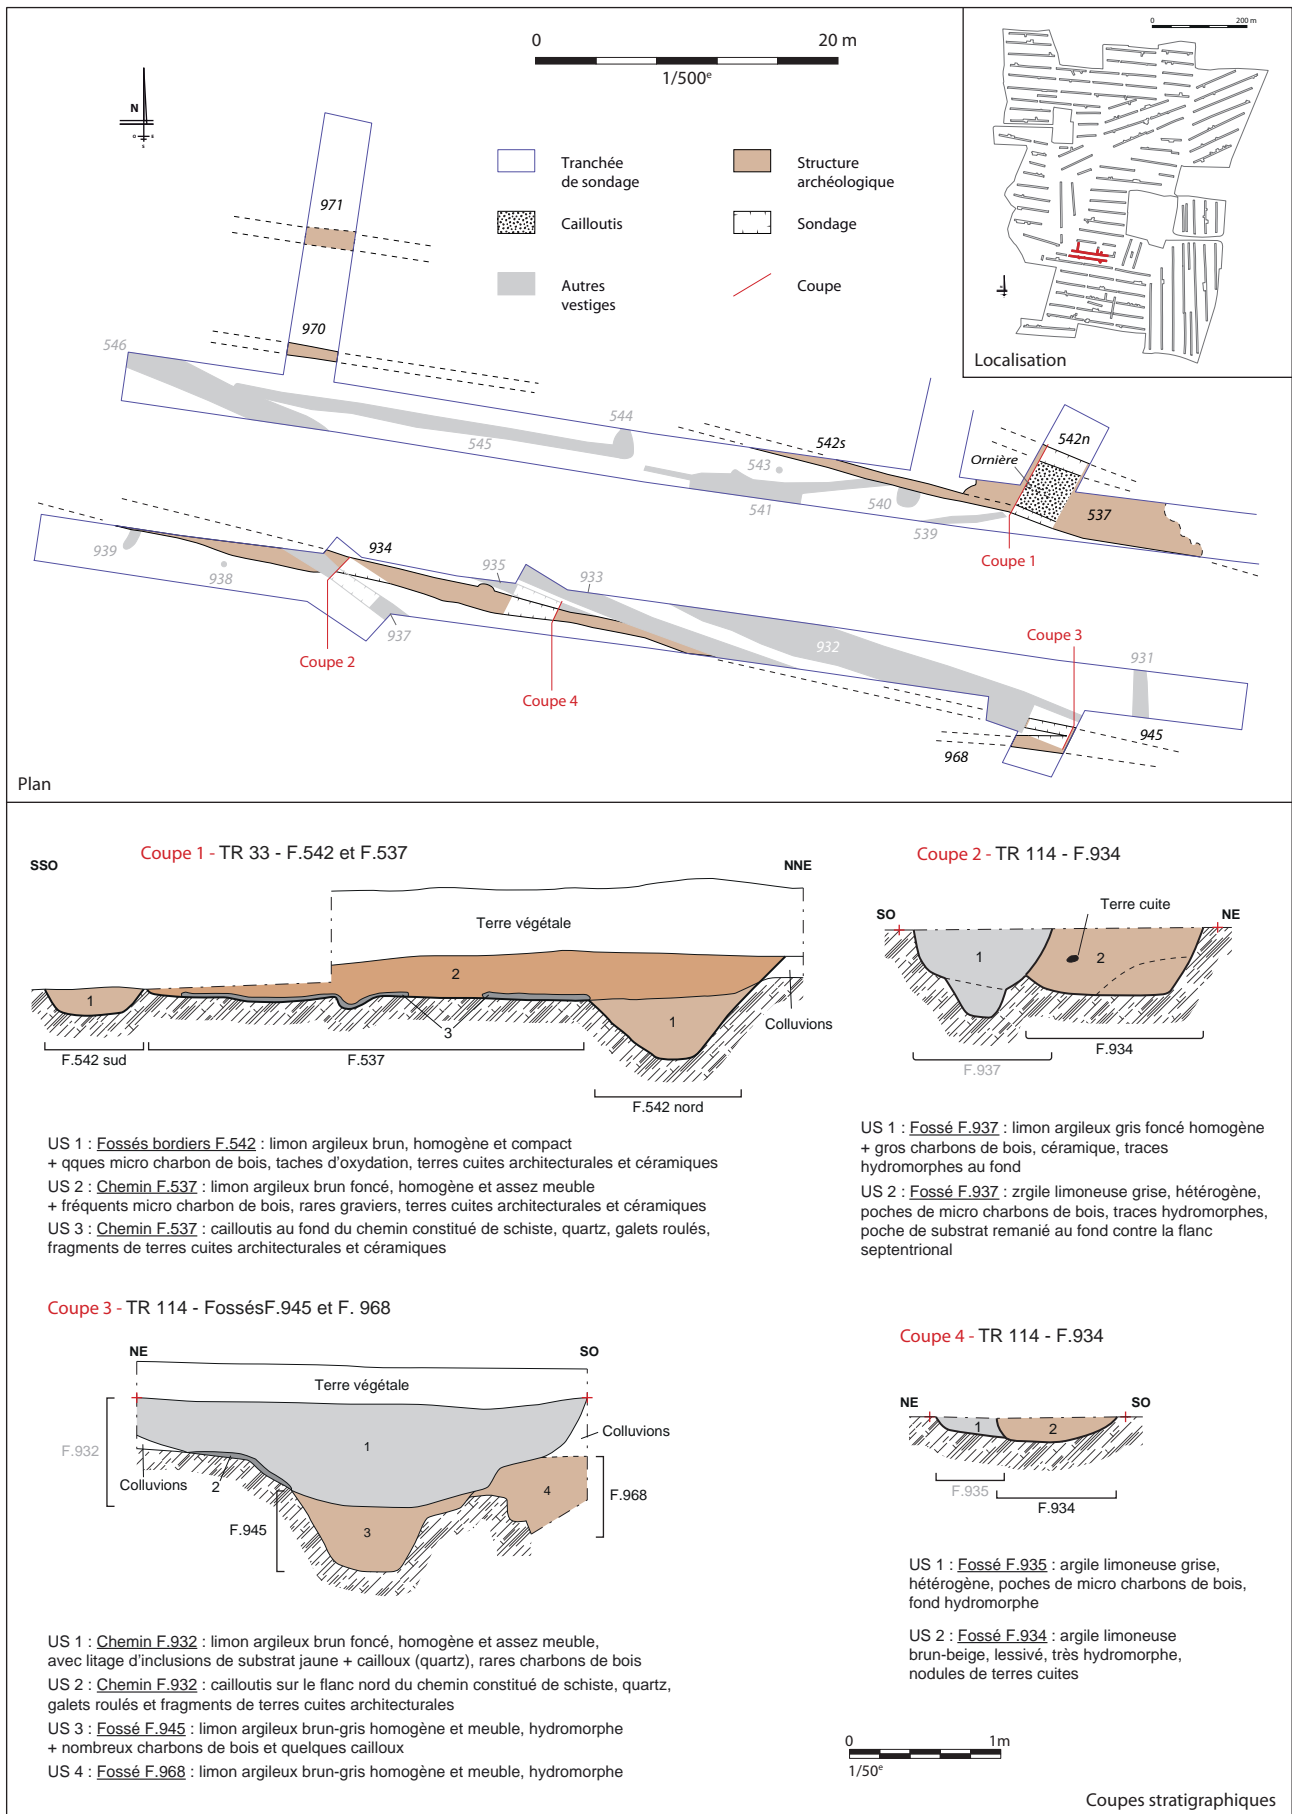 0 20 m
1/500e
N
O E
S
Tranchée
de sondage
Structure
archéologique
Cailloutis
Sondage
Autres
vestiges
Coupe
0 200 m
Localisation
971
970
546
544
545
542s
543
541
540
539
Ornière
542n
537
Coupe 1
939
938
934
935
933
937
932
Coupe 2
Coupe 4
Coupe 3
931
945
968
Plan
Coupe 1 - TR 33 - F.542 et F.537
SSO
NNE
Terre végétale
2
1
1
3
Colluvions
F.542 sud
F.537
F.542 nord
US 1 : Fossés bordiers F.542 : limon argileux brun, homogène et compact
+ qques micro charbon de bois, taches d'oxydation, terres cuites architecturales et céramiques
US 2 : Chemin F.537 : limon argileux brun foncé, homogène et assez meuble
+ fréquents micro charbon de bois, rares graviers, terres cuites architecturales et céramiques
US 3 : Chemin F.537 : cailloutis au fond du chemin constitué de schiste, quartz, galets roulés,
fragments de terres cuites architecturales et céramiques
Coupe 2 - TR 114 - F.934
SO
NE
Terre cuite
1
2
F.934
F.937
US 1 : Fossé F.937 : limon argileux gris foncé homogène
+ gros charbons de bois, céramique, traces
hydromorphes au fond
US 2 : Fossé F.937 : zrgile limoneuse grise, hétérogène,
poches de micro charbons de bois, traces hydromorphes,
poche de substrat remanié au fond contre la flanc
septentrional
Coupe 3 - TR 114 - FossésF.945 et F. 968
NE
SO
Terre végétale
F.932
1
Colluvions
Colluvions
2
4
F.968
F.945
3
US 1 : Chemin F.932 : limon argileux brun foncé, homogène et assez meuble,
avec litage d'inclusions de substrat jaune + cailloux (quartz), rares charbons de bois
US 2 : Chemin F.932 : cailloutis sur le flanc nord du chemin constitué de schiste, quartz,
galets roulés et fragments de terres cuites architecturales
US 3 : Fossé F.945 : limon argileux brun-gris homogène et meuble, hydromorphe
+ nombreux charbons de bois et quelques cailloux
US 4 : Fossé F.968 : limon argileux brun-gris homogène et meuble, hydromorphe
Coupe 4 - TR 114 - F.934
NE
SO
1
2
F.935
F.934
US 1 : Fossé F.935 : argile limoneuse grise,
hétérogène, poches de micro charbons de bois,
fond hydromorphe
US 2 : Fossé F.934 : argile limoneuse
brun-beige, lessivé, très hydromorphe,
nodules de terres cuites
0 1m
1/50e
Coupes stratigraphiques